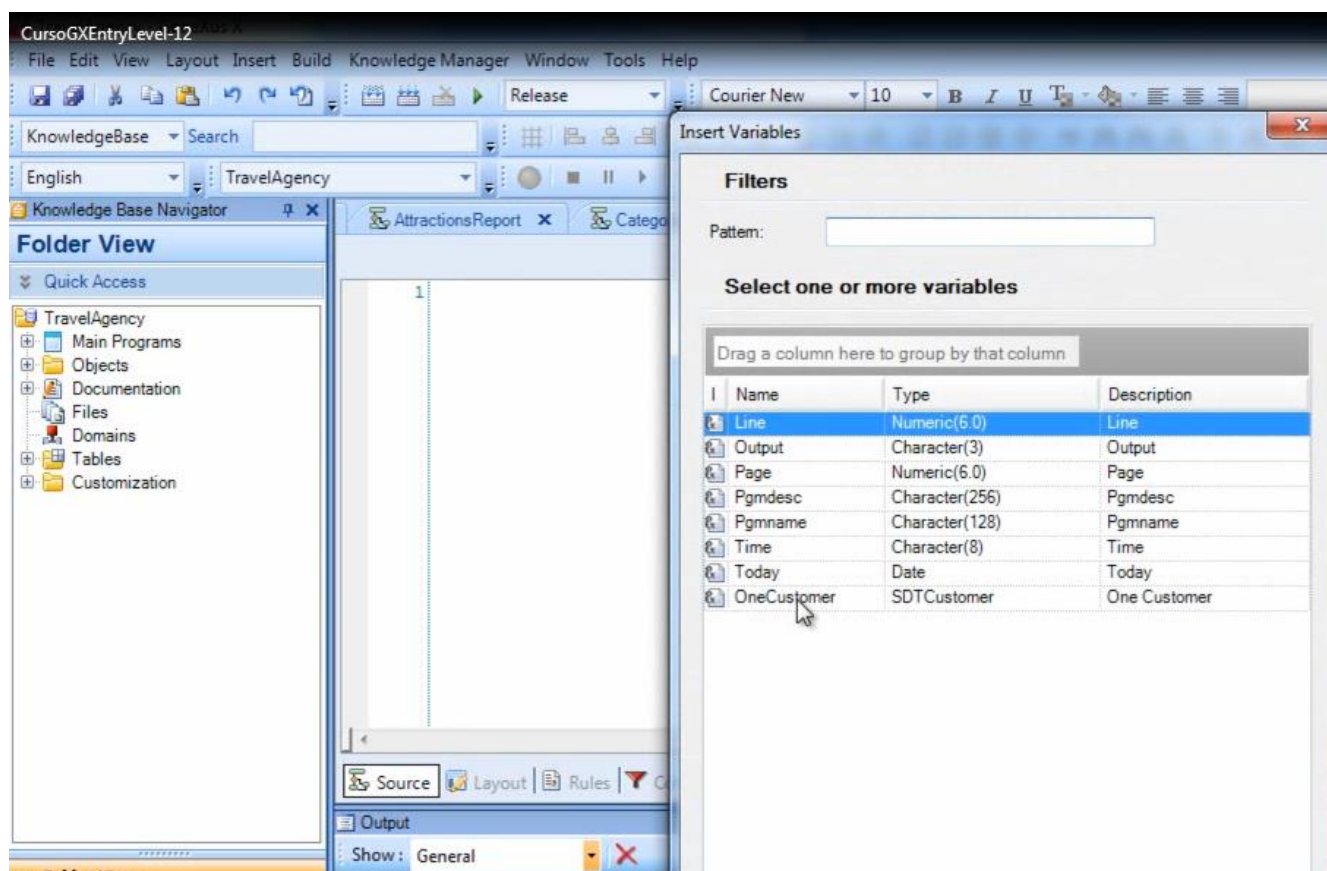 CursoGXEntryLevel-12
File Edit View Layout Insert Build Knowledge Manager Window Tools Help
Release Courier New 10 B I U
KnowledgeBase Search
English TravelAgency
Knowledge Base Navigator
Folder View
Quick Access
TravelAgency
Main Programs
Objects
Documentation
Files
Domains
Tables
Customization
AttractionsReport Catego
1
Source Layout Rules
Output
Show: General
Insert Variables
Filters
Pattern:
Select one or more variables
Drag a column here to group by that column
I Name Type Description
Line Numeric(6.0) Line
Output Character(3) Output
Page Numeric(6.0) Page
Pgmdesc Character(256) Pgmdesc
Pgmname Character(128) Pgmname
Time Character(8) Time
Today Date Today
OneCustomer SDTCustomer One Customer